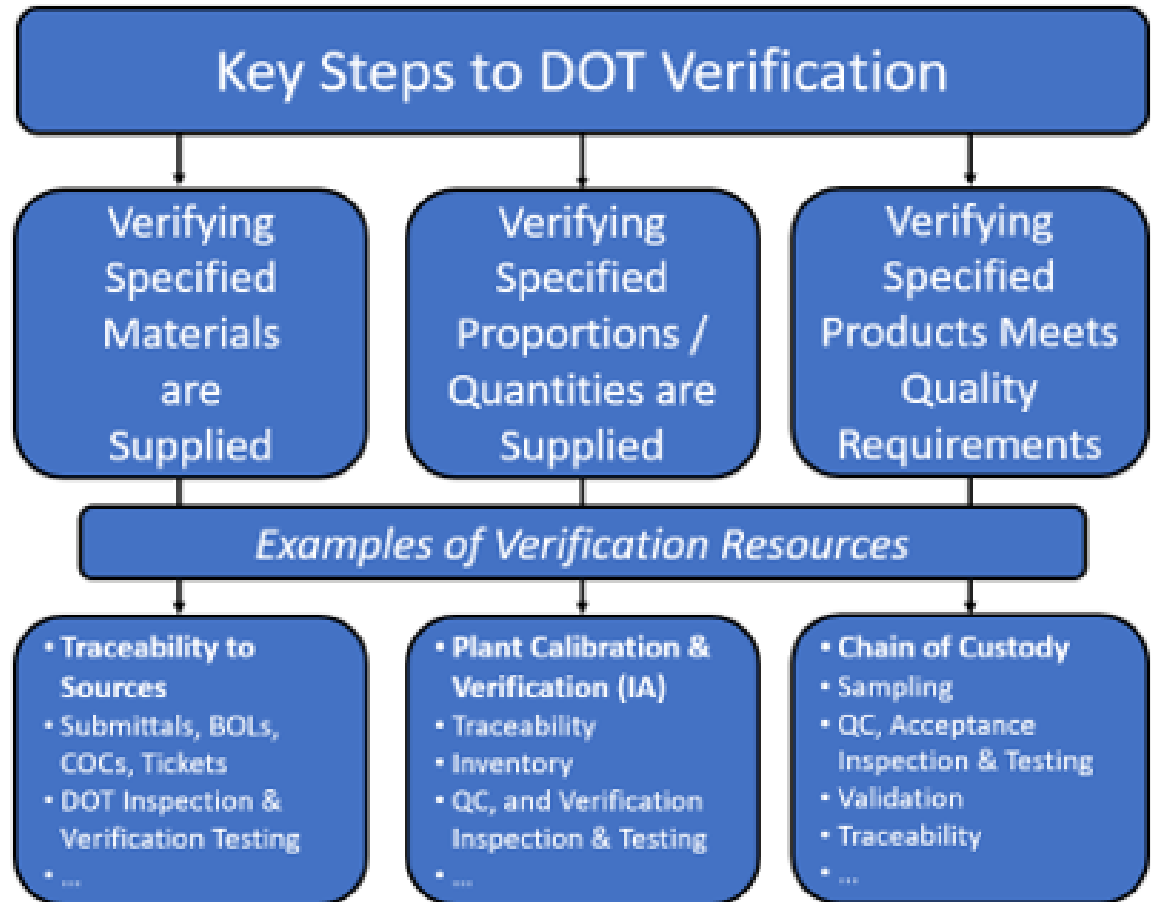 Key Steps to DOT Verification
Verifying
Specified
Materials
are
Supplied
Verifying
Specified
Proportions /
Quantities are
Supplied
Verifying
Specified
Products Meets
Quality
Requirements
Examples of Verification Resources
• Traceability to
Sources
• Submittals, BOLs,
COCs, Tickets
• DOT Inspection &
Verification Testing
• ...
• Plant Calibration &
Verification (IA)
• Traceability
• Inventory
• QC, and Verification
Inspection & Testing
• ...
• Chain of Custody
• Sampling
• QC, Acceptance
Inspection & Testing
• Validation
• Traceability
• ...